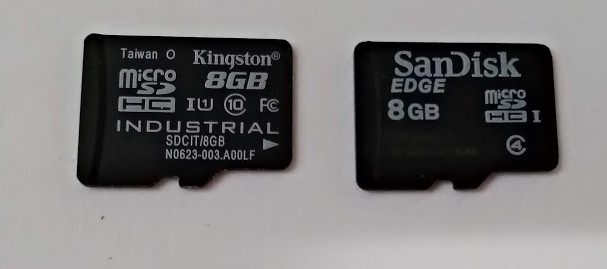 Taiwan O Kingston®
micro SD HC 8GB
I U1 10 FC
INDUSTRIAL
SDCIT/8GB
N0623-003.A00LF
SanDisk
EDGE
8GB
micro SD HC I
4